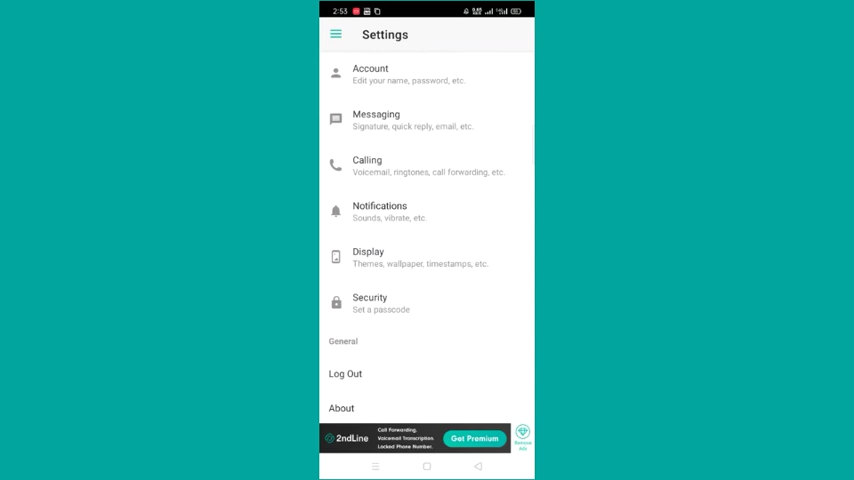 2:53
Settings
Account
Edit your name, password, etc.
Messaging
Signature, quick reply, email, etc.
Calling
Voicemail, ringtones, call forwarding, etc.
Notifications
Sounds, vibrate, etc.
Display
Themes, wallpaper, timestamps, etc.
Security
Set a passcode
General
Log Out
About
2ndLine
Call Forwarding,
Voicemail Transcription,
Locked Phone Number.
Get Premium
Remove
Ads